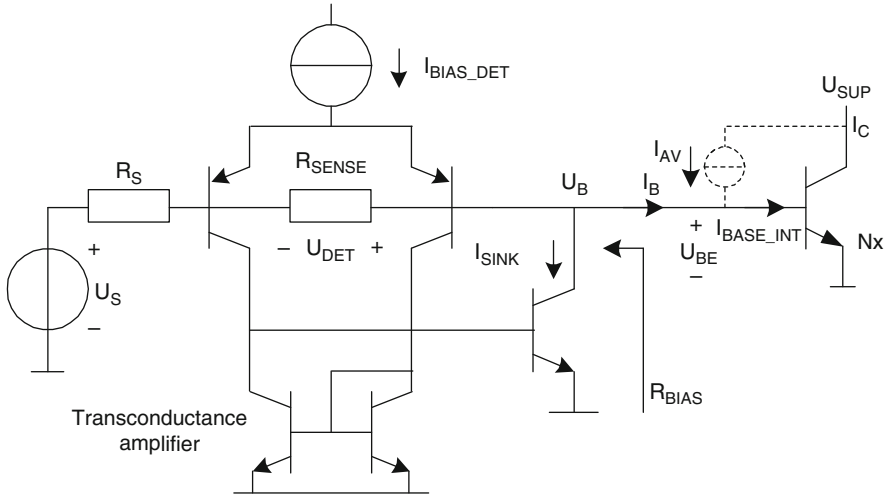 I_BIAS_DET
U_SUP
I_C
R_S
R_SENSE
I_AV
U_B
I_B
− U_DET +
I_SINK
+
U_BE
−
I_BASE_INT
Nx
+
U_S
−
R_BIAS
Transconductance
amplifier